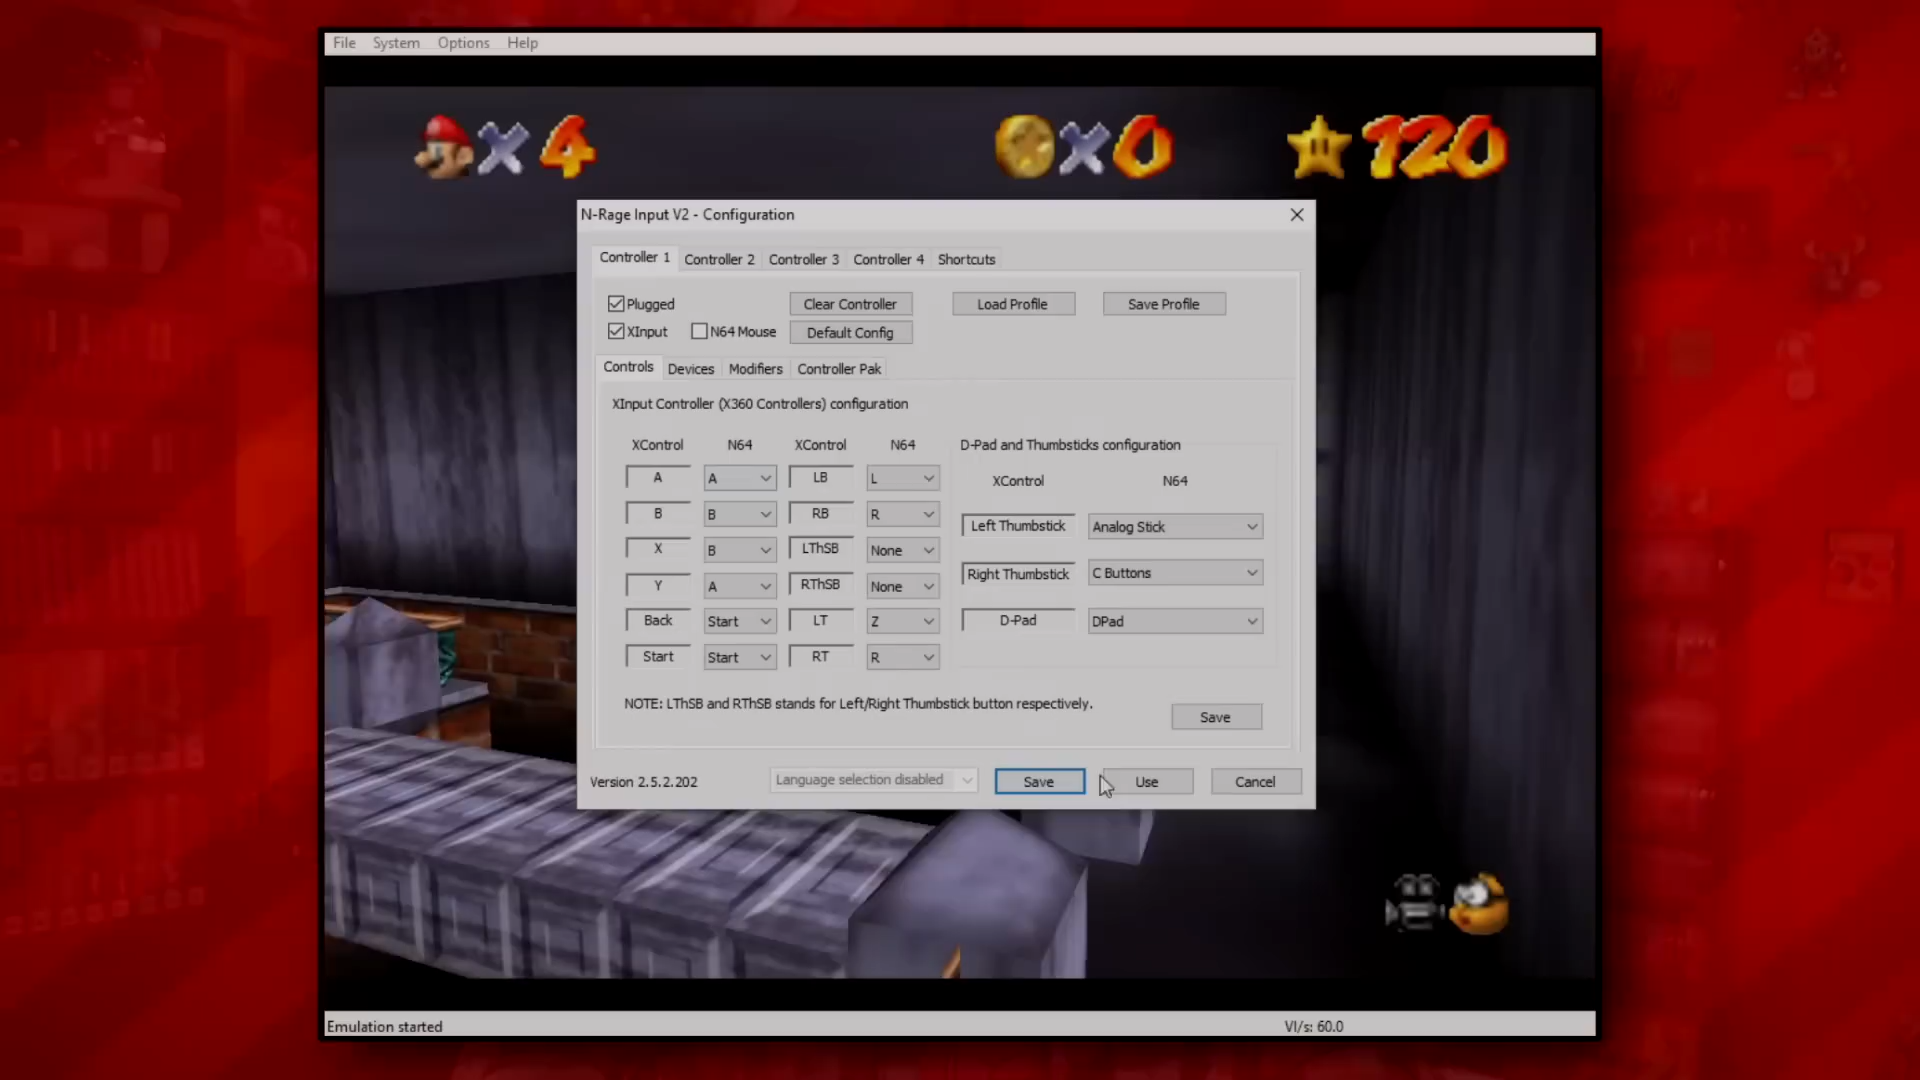 File System Options Help
×4 ×0 120
N-Rage Input V2 - Configuration
Controller 1 Controller 2 Controller 3 Controller 4 Shortcuts
Plugged Clear Controller Load Profile Save Profile
XInput N64 Mouse Default Config
Controls Devices Modifiers Controller Pak
XInput Controller (X360 Controllers) configuration
XControl N64 XControl N64 D-Pad and Thumbsticks configuration
A A LB L XControl N64
B B RB R Left Thumbstick Analog Stick
X B LThSB None Right Thumbstick C Buttons
Y A RThSB None
Back Start LT Z D-Pad DPad
Start Start RT R
NOTE: LThSB and RThSB stands for Left/Right Thumbstick button respectively.
Save
Version 2.5.2.202 Language selection disabled Save Use Cancel
Emulation started VI/s: 60.0